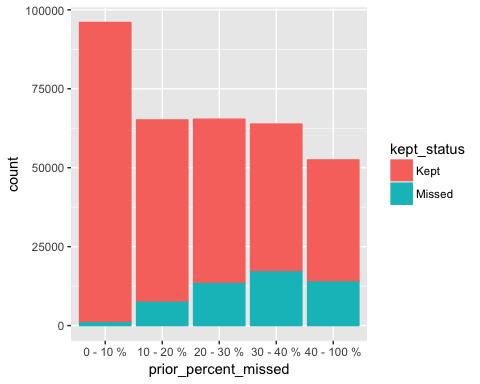 100000
75000
50000
25000
0
count
0 - 10 % 10 - 20 % 20 - 30 % 30 - 40 % 40 - 100 %
prior_percent_missed
kept_status
Kept
Missed